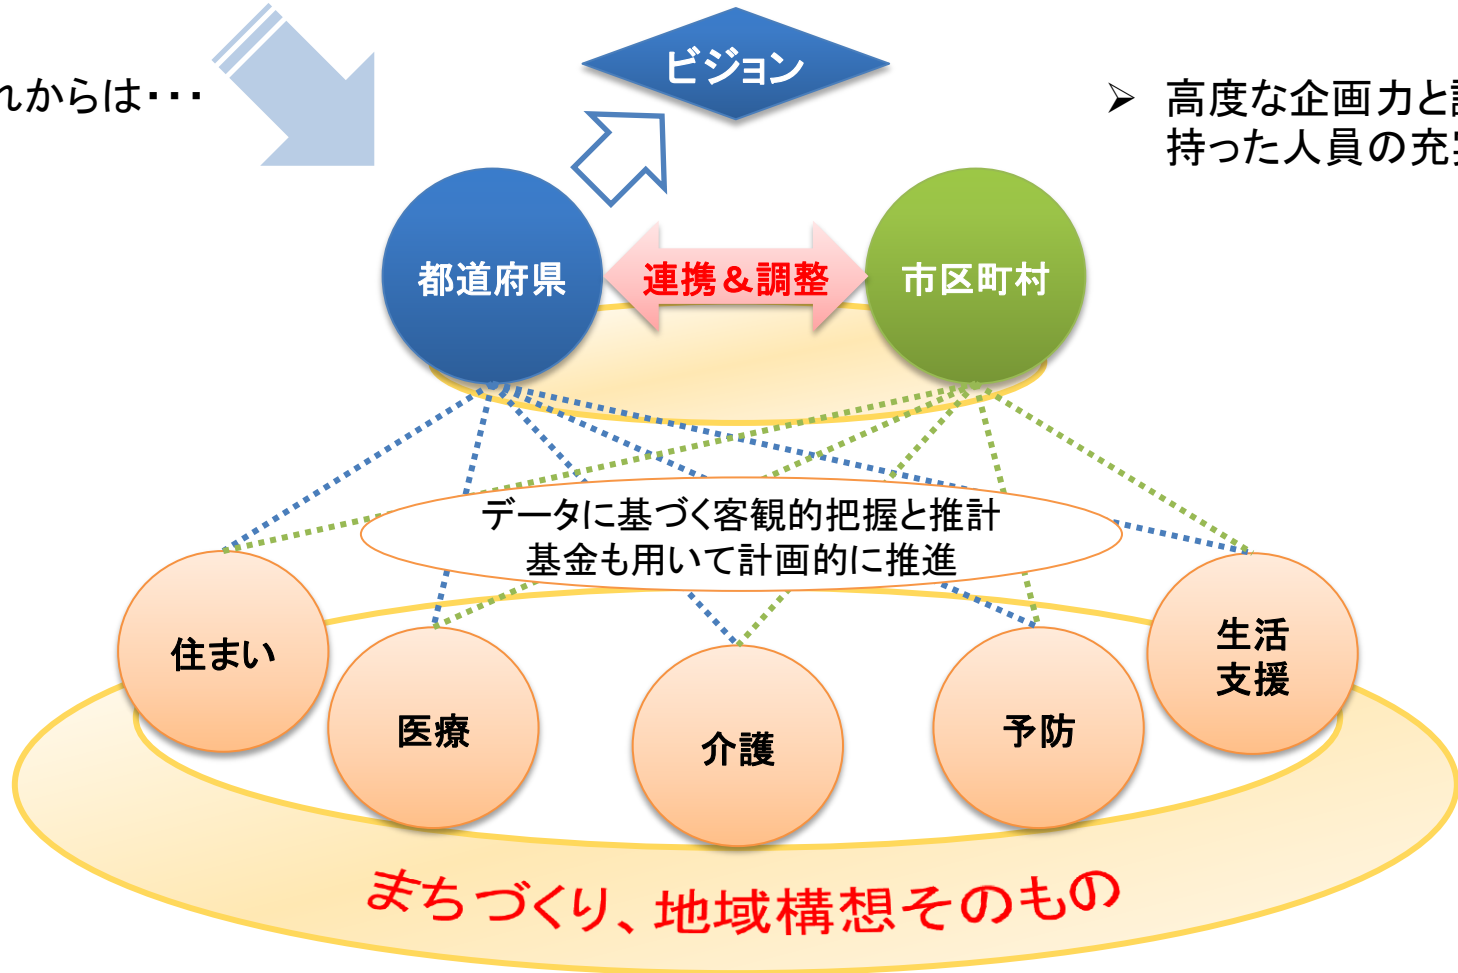 ビジョン
れからは・・・
➢ 高度な企画力と
持った人員の充実
都道府県
連携＆調整
市区町村
データに基づく客観的把握と推計
基金も用いて計画的に推進
住まい
医療
介護
予防
生活
支援
まちづくり、地域構想そのもの